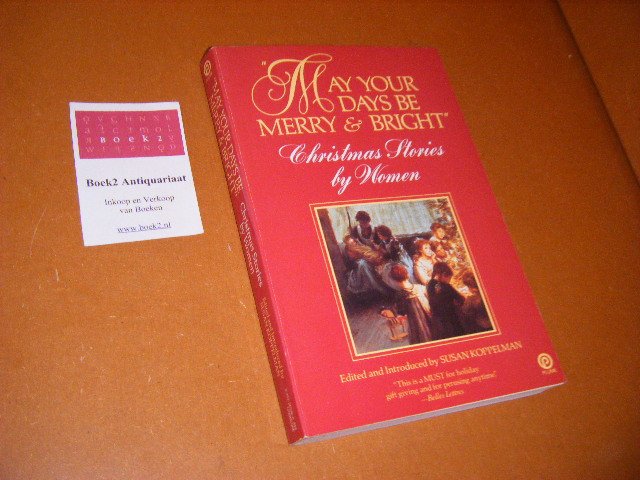 BOEK2
Boek2 Antiquariaat
Inkoop en Verkoop
van Boeken
www.boek2.nl
"MAY YOUR
DAYS BE
MERRY & BRIGHT"
Christmas Stories
by Women
Edited and Introduced by SUSAN KOPPELMAN
"This is a MUST for holiday
gift giving and for perusing anytime."
—Belles Lettres
PLUME